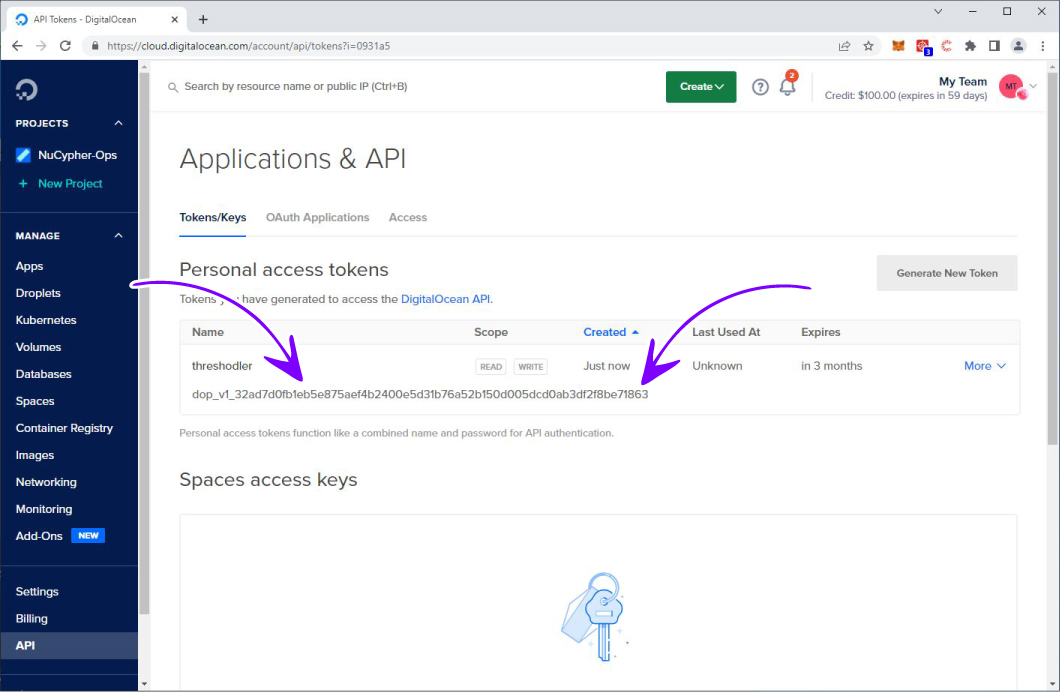 API Tokens - DigitalOcean
https://cloud.digitalocean.com/account/api/tokens?i=0931a5
3
Search by resource name or public IP (Ctrl+B)
Create
2
My Team
Credit: $100.00 (expires in 59 days)
MT
PROJECTS
NuCypher-Ops
+ New Project
MANAGE
Apps
Droplets
Kubernetes
Volumes
Databases
Spaces
Container Registry
Images
Networking
Monitoring
Add-Ons NEW
Settings
Billing
API
Applications & API
Tokens/Keys OAuth Applications Access
Personal access tokens
Generate New Token
Tokens you have generated to access the DigitalOcean API.
Name Scope Created Last Used At Expires
threshodler READ WRITE Just now Unknown in 3 months More
dop_v1_32ad7d0fb1eb5e875aef4b2400e5d31b76a52b150d005dcd0ab3df2f8be71863
Personal access tokens function like a combined name and password for API authentication.
Spaces access keys